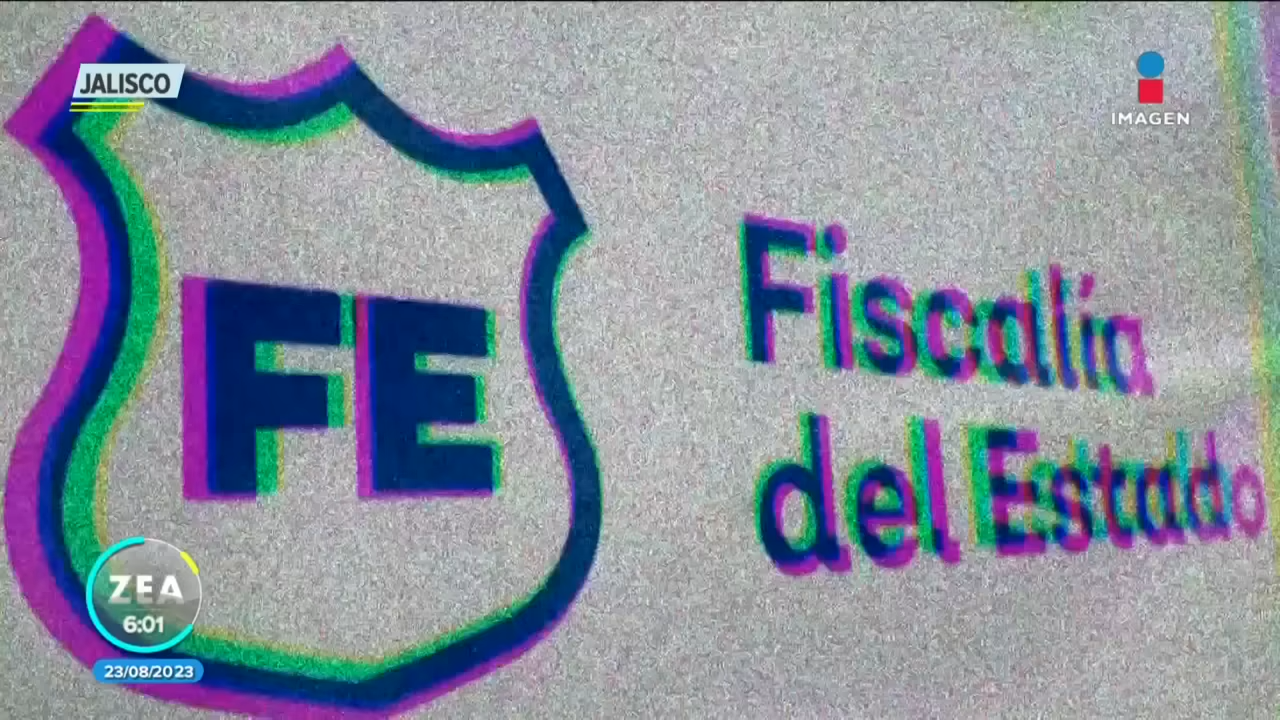 JALISCO
IMAGEN
FE
Fiscalía
del Estado
ZEA
6:01
23/08/2023